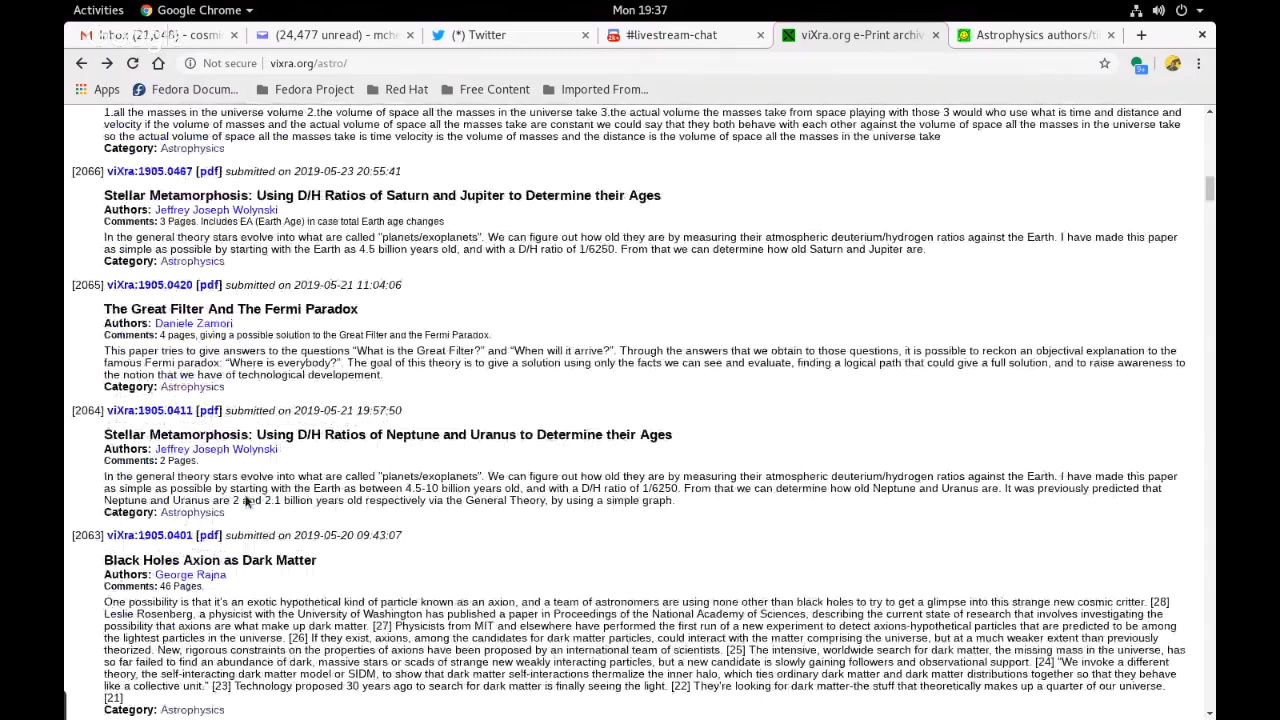 Activities Google Chrome Mon 19:37
Inbox (21,048) - cosmic (24,477 unread) - mche (*) Twitter #livestream-chat viXra.org e-Print archiv Astrophysics authors/ti
Not secure vixra.org/astro/ 9+
Apps Fedora Docum... Fedora Project Red Hat Free Content Imported From...
1.all the masses in the universe volume 2.the volume of space all the masses in the universe take 3.the actual volume the masses take from space playing with those 3 would who use what is time and distance and
velocity if the volume of masses and the actual volume of space all the masses take are constant we could say that they both behave with each other against the volume of space all the masses in the universe take
so the actual volume of space all the masses take is time velocity is the volume of masses and the distance is the volume of space all the masses in the universe take
Category: Astrophysics
[2066] viXra:1905.0467 [pdf] submitted on 2019-05-23 20:55:41
Stellar Metamorphosis: Using D/H Ratios of Saturn and Jupiter to Determine their Ages
Authors: Jeffrey Joseph Wolynski
Comments: 3 Pages. Includes EA (Earth Age) in case total Earth age changes
In the general theory stars evolve into what are called "planets/exoplanets". We can figure out how old they are by measuring their atmospheric deuterium/hydrogen ratios against the Earth. I have made this paper
as simple as possible by starting with the Earth as 4.5 billion years old, and with a D/H ratio of 1/6250. From that we can determine how old Saturn and Jupiter are.
Category: Astrophysics
[2065] viXra:1905.0420 [pdf] submitted on 2019-05-21 11:04:06
The Great Filter And The Fermi Paradox
Authors: Daniele Zamori
Comments: 4 pages, giving a possible solution to the Great Filter and the Fermi Paradox.
This paper tries to give answers to the questions “What is the Great Filter?” and “When will it arrive?”. Through the answers that we obtain to those questions, it is possible to reckon an objectival explanation to the
famous Fermi paradox: “Where is everybody?”. The goal of this theory is to give a solution using only the facts we can see and evaluate, finding a logical path that could give a full solution, and to raise awareness to
the notion that we have of technological developement.
Category: Astrophysics
[2064] viXra:1905.0411 [pdf] submitted on 2019-05-21 19:57:50
Stellar Metamorphosis: Using D/H Ratios of Neptune and Uranus to Determine their Ages
Authors: Jeffrey Joseph Wolynski
Comments: 2 Pages.
In the general theory stars evolve into what are called "planets/exoplanets". We can figure out how old they are by measuring their atmospheric deuterium/hydrogen ratios against the Earth. I have made this paper
as simple as possible by starting with the Earth as between 4.5-10 billion years old, and with a D/H ratio of 1/6250. From that we can determine how old Neptune and Uranus are. It was previously predicted that
Neptune and Uranus are 2 and 2.1 billion years old respectively via the General Theory, by using a simple graph.
Category: Astrophysics
[2063] viXra:1905.0401 [pdf] submitted on 2019-05-20 09:43:07
Black Holes Axion as Dark Matter
Authors: George Rajna
Comments: 46 Pages.
One possibility is that it's an exotic hypothetical kind of particle known as an axion, and a team of astronomers are using none other than black holes to try to get a glimpse into this strange new cosmic critter. [28]
Leslie Rosenberg, a physicist with the University of Washington has published a paper in Proceedings of the National Academy of Sciences, describing the current state of research that involves investigating the
possibility that axions are what make up dark matter. [27] Physicists from MIT and elsewhere have performed the first run of a new experiment to detect axions-hypothetical particles that are predicted to be among
the lightest particles in the universe. [26] If they exist, axions, among the candidates for dark matter particles, could interact with the matter comprising the universe, but at a much weaker extent than previously
theorized. New, rigorous constraints on the properties of axions have been proposed by an international team of scientists. [25] The intensive, worldwide search for dark matter, the missing mass in the universe, has
so far failed to find an abundance of dark, massive stars or scads of strange new weakly interacting particles, but a new candidate is slowly gaining followers and observational support. [24] "We invoke a different
theory, the self-interacting dark matter model or SIDM, to show that dark matter self-interactions thermalize the inner halo, which ties ordinary dark matter and dark matter distributions together so that they behave
like a collective unit." [23] Technology proposed 30 years ago to search for dark matter is finally seeing the light. [22] They're looking for dark matter-the stuff that theoretically makes up a quarter of our universe.
[21]
Category: Astrophysics